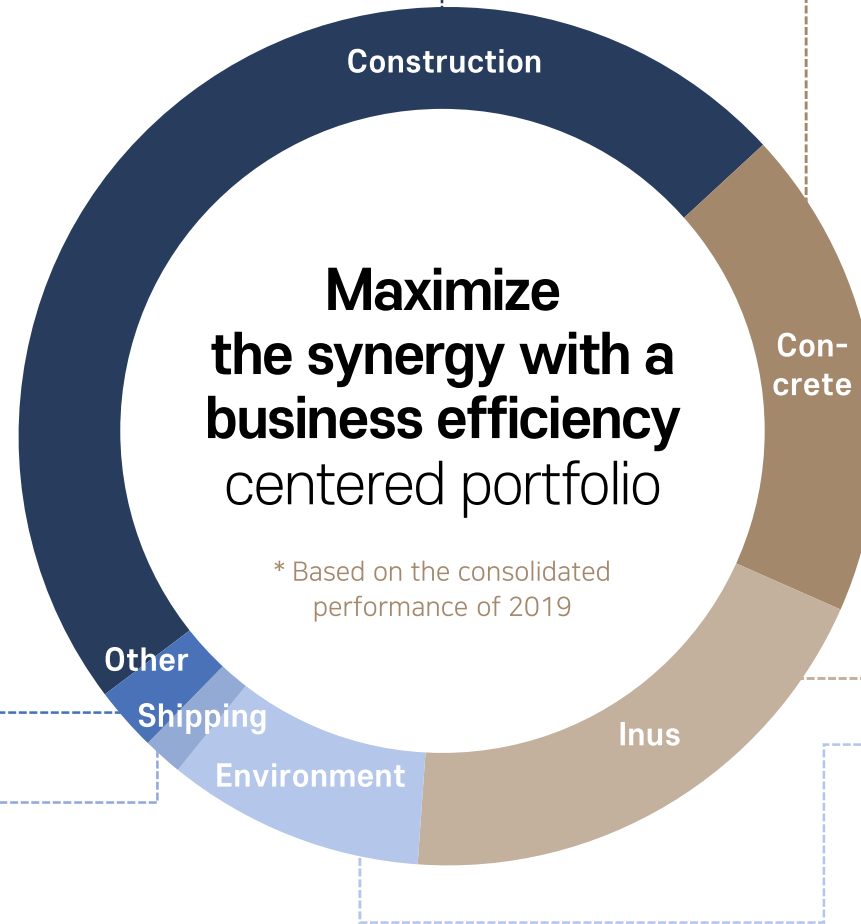 Construction
Maximize
the synergy with a
business efficiency
centered portfolio
* Based on the consolidated
performance of 2019
Con-
crete
Other
Shipping
Environment
Inus